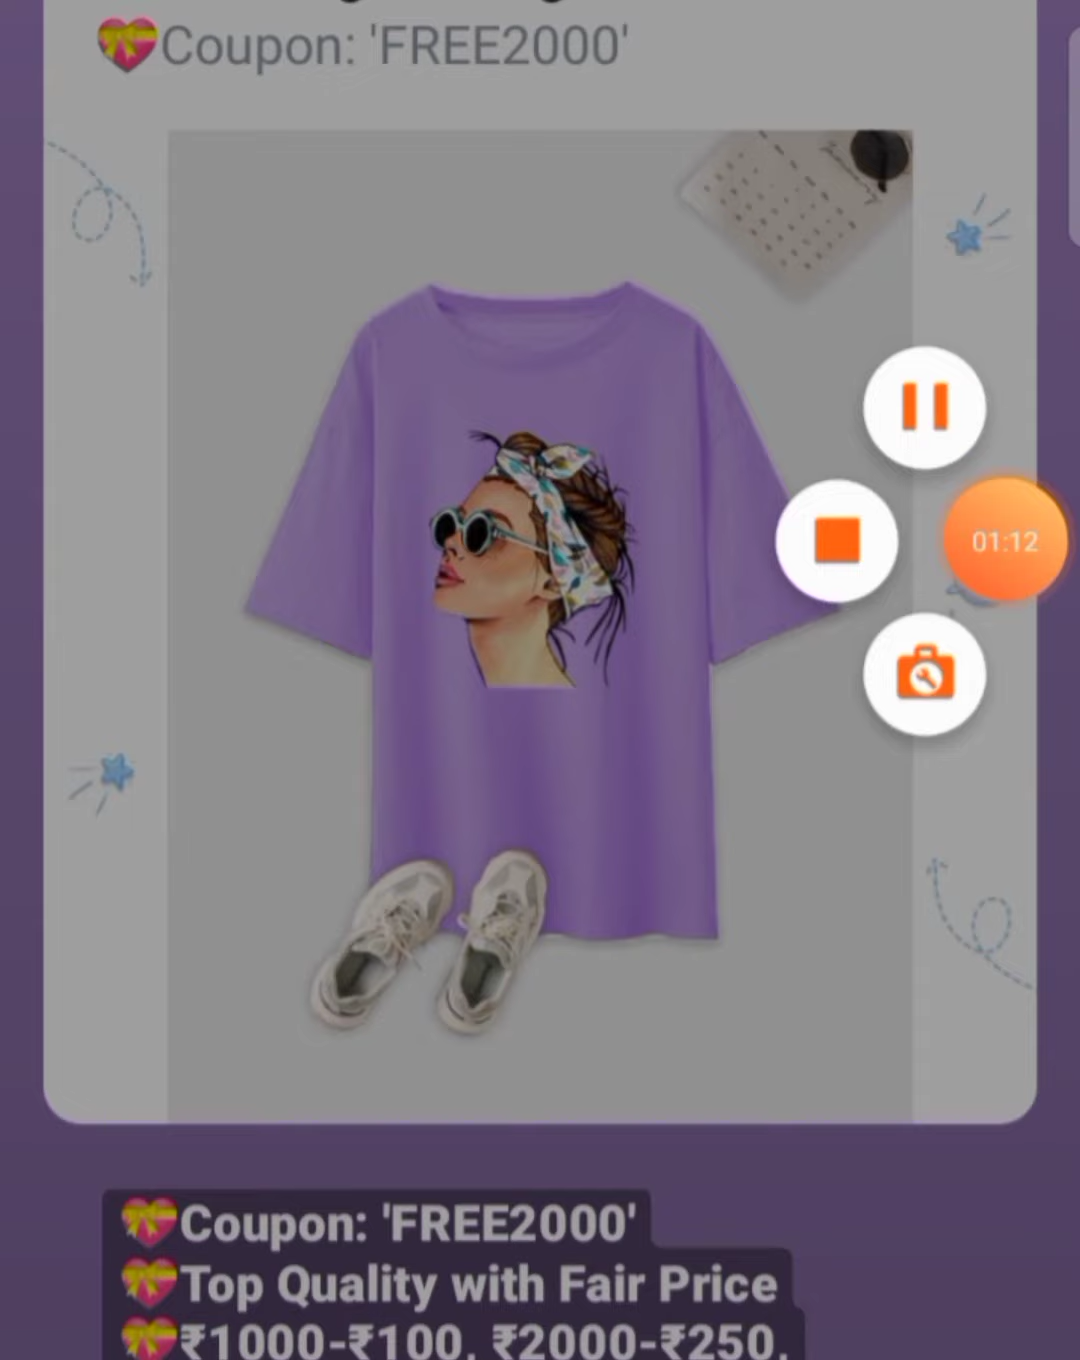 💝Coupon: 'FREE2000'
01:12
💝Coupon: 'FREE2000'
💝Top Quality with Fair Price
💝₹1000-₹100, ₹2000-₹250,